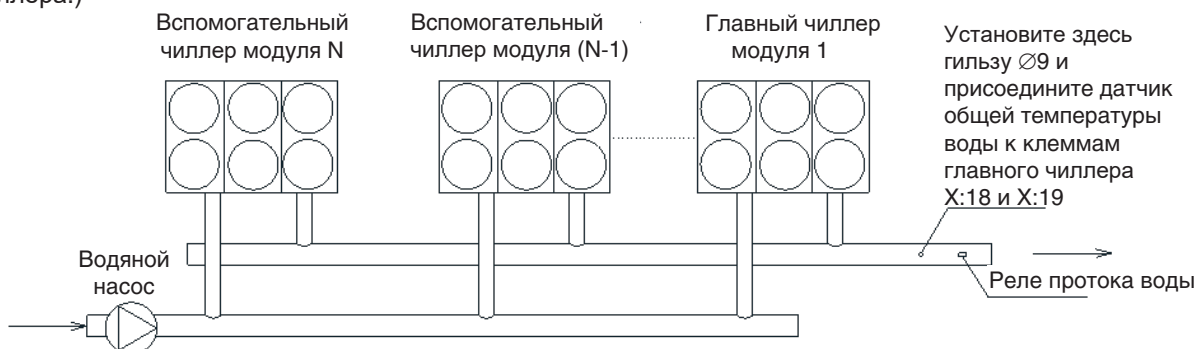 ллера.)
Вспомогательный
чиллер модуля N
Вспомогательный
чиллер модуля (N-1)
Главный чиллер
модуля 1
Установите здесь
гильзу ∅9 и
присоедините датчик
общей температуры
воды к клеммам
главного чиллера
X:18 и X:19
Водяной
насос
Реле протока воды